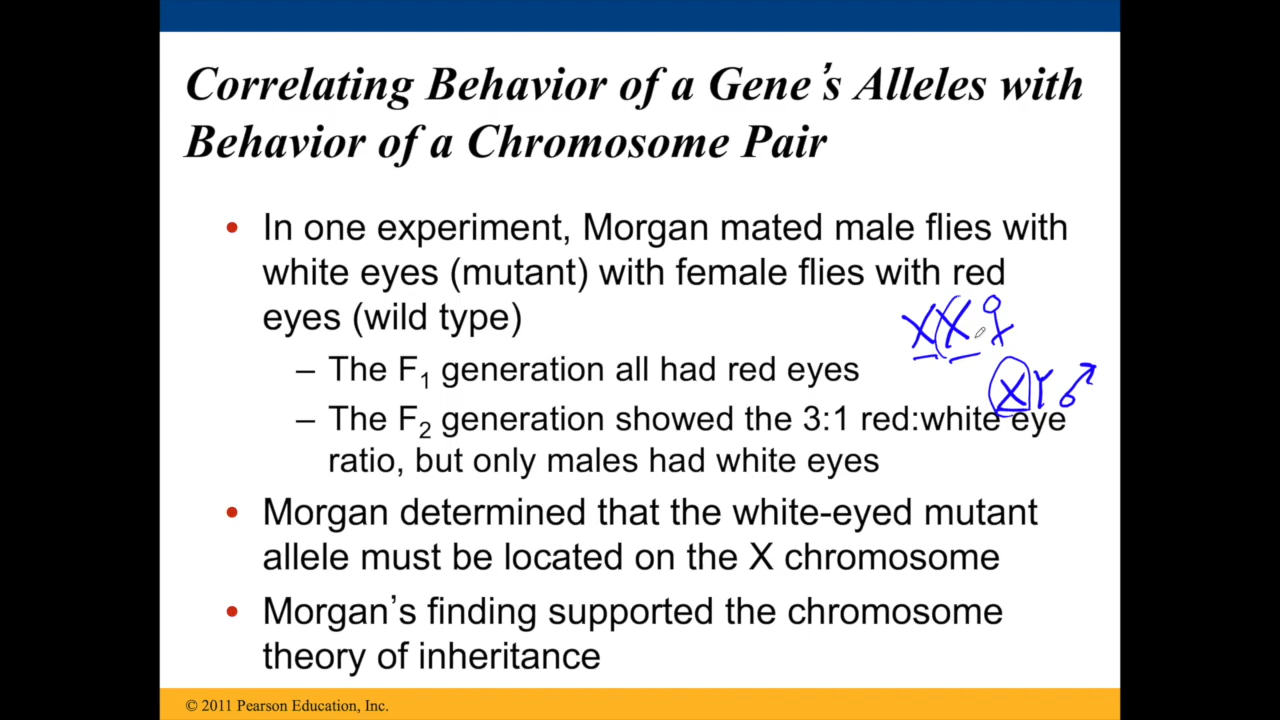 Correlating Behavior of a Gene's Alleles with
Behavior of a Chromosome Pair
• In one experiment, Morgan mated male flies with
white eyes (mutant) with female flies with red
eyes (wild type)
XX ♀
– The F₁ generation all had red eyes
XY ♂
– The F₂ generation showed the 3:1 red:white eye
ratio, but only males had white eyes
• Morgan determined that the white-eyed mutant
allele must be located on the X chromosome
• Morgan's finding supported the chromosome
theory of inheritance
© 2011 Pearson Education, Inc.